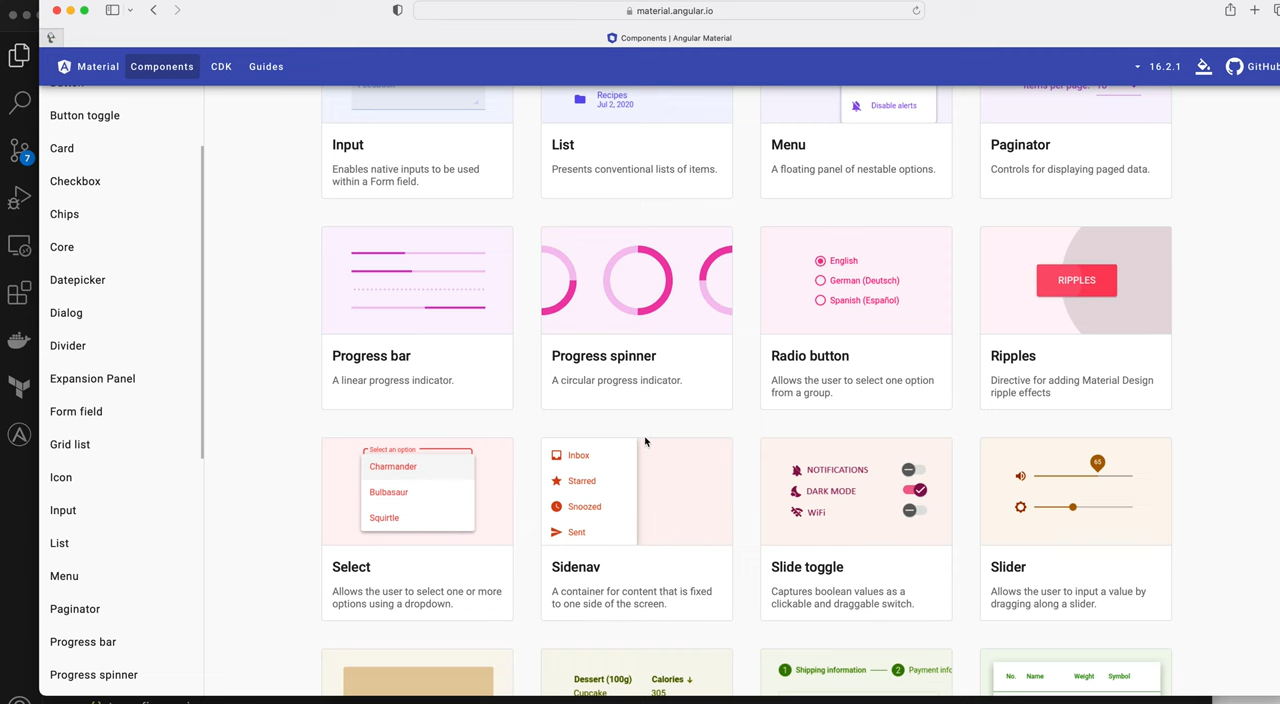 material.angular.io
Components | Angular Material
Material
Components
CDK
Guides
16.2.1
GitHub
7
Button
Button toggle
Card
Checkbox
Chips
Core
Datepicker
Dialog
Divider
Expansion Panel
Form field
Grid list
Icon
Input
List
Menu
Paginator
Progress bar
Progress spinner
Input
Enables native inputs to be used
within a Form field.
Recipes
Jul 2, 2020
List
Presents conventional lists of items.
Disable alerts
Menu
A floating panel of nestable options.
Items per page:
Paginator
Controls for displaying paged data.
Progress bar
A linear progress indicator.
Progress spinner
A circular progress indicator.
English
German (Deutsch)
Spanish (Español)
Radio button
Allows the user to select one option
from a group.
RIPPLES
Ripples
Directive for adding Material Design
ripple effects
Select an option
Charmander
Bulbasaur
Squirtle
Select
Allows the user to select one or more
options using a dropdown.
Inbox
Starred
Snoozed
Sent
Sidenav
A container for content that is fixed
to one side of the screen.
NOTIFICATIONS
DARK MODE
WiFi
Slide toggle
Captures boolean values as a
clickable and draggable switch.
65
Slider
Allows the user to input a value by
dragging along a slider.
Dessert (100g) Calories
Cupcake 305
1 Shipping information 2 Payment info
No. Name Weight Symbol